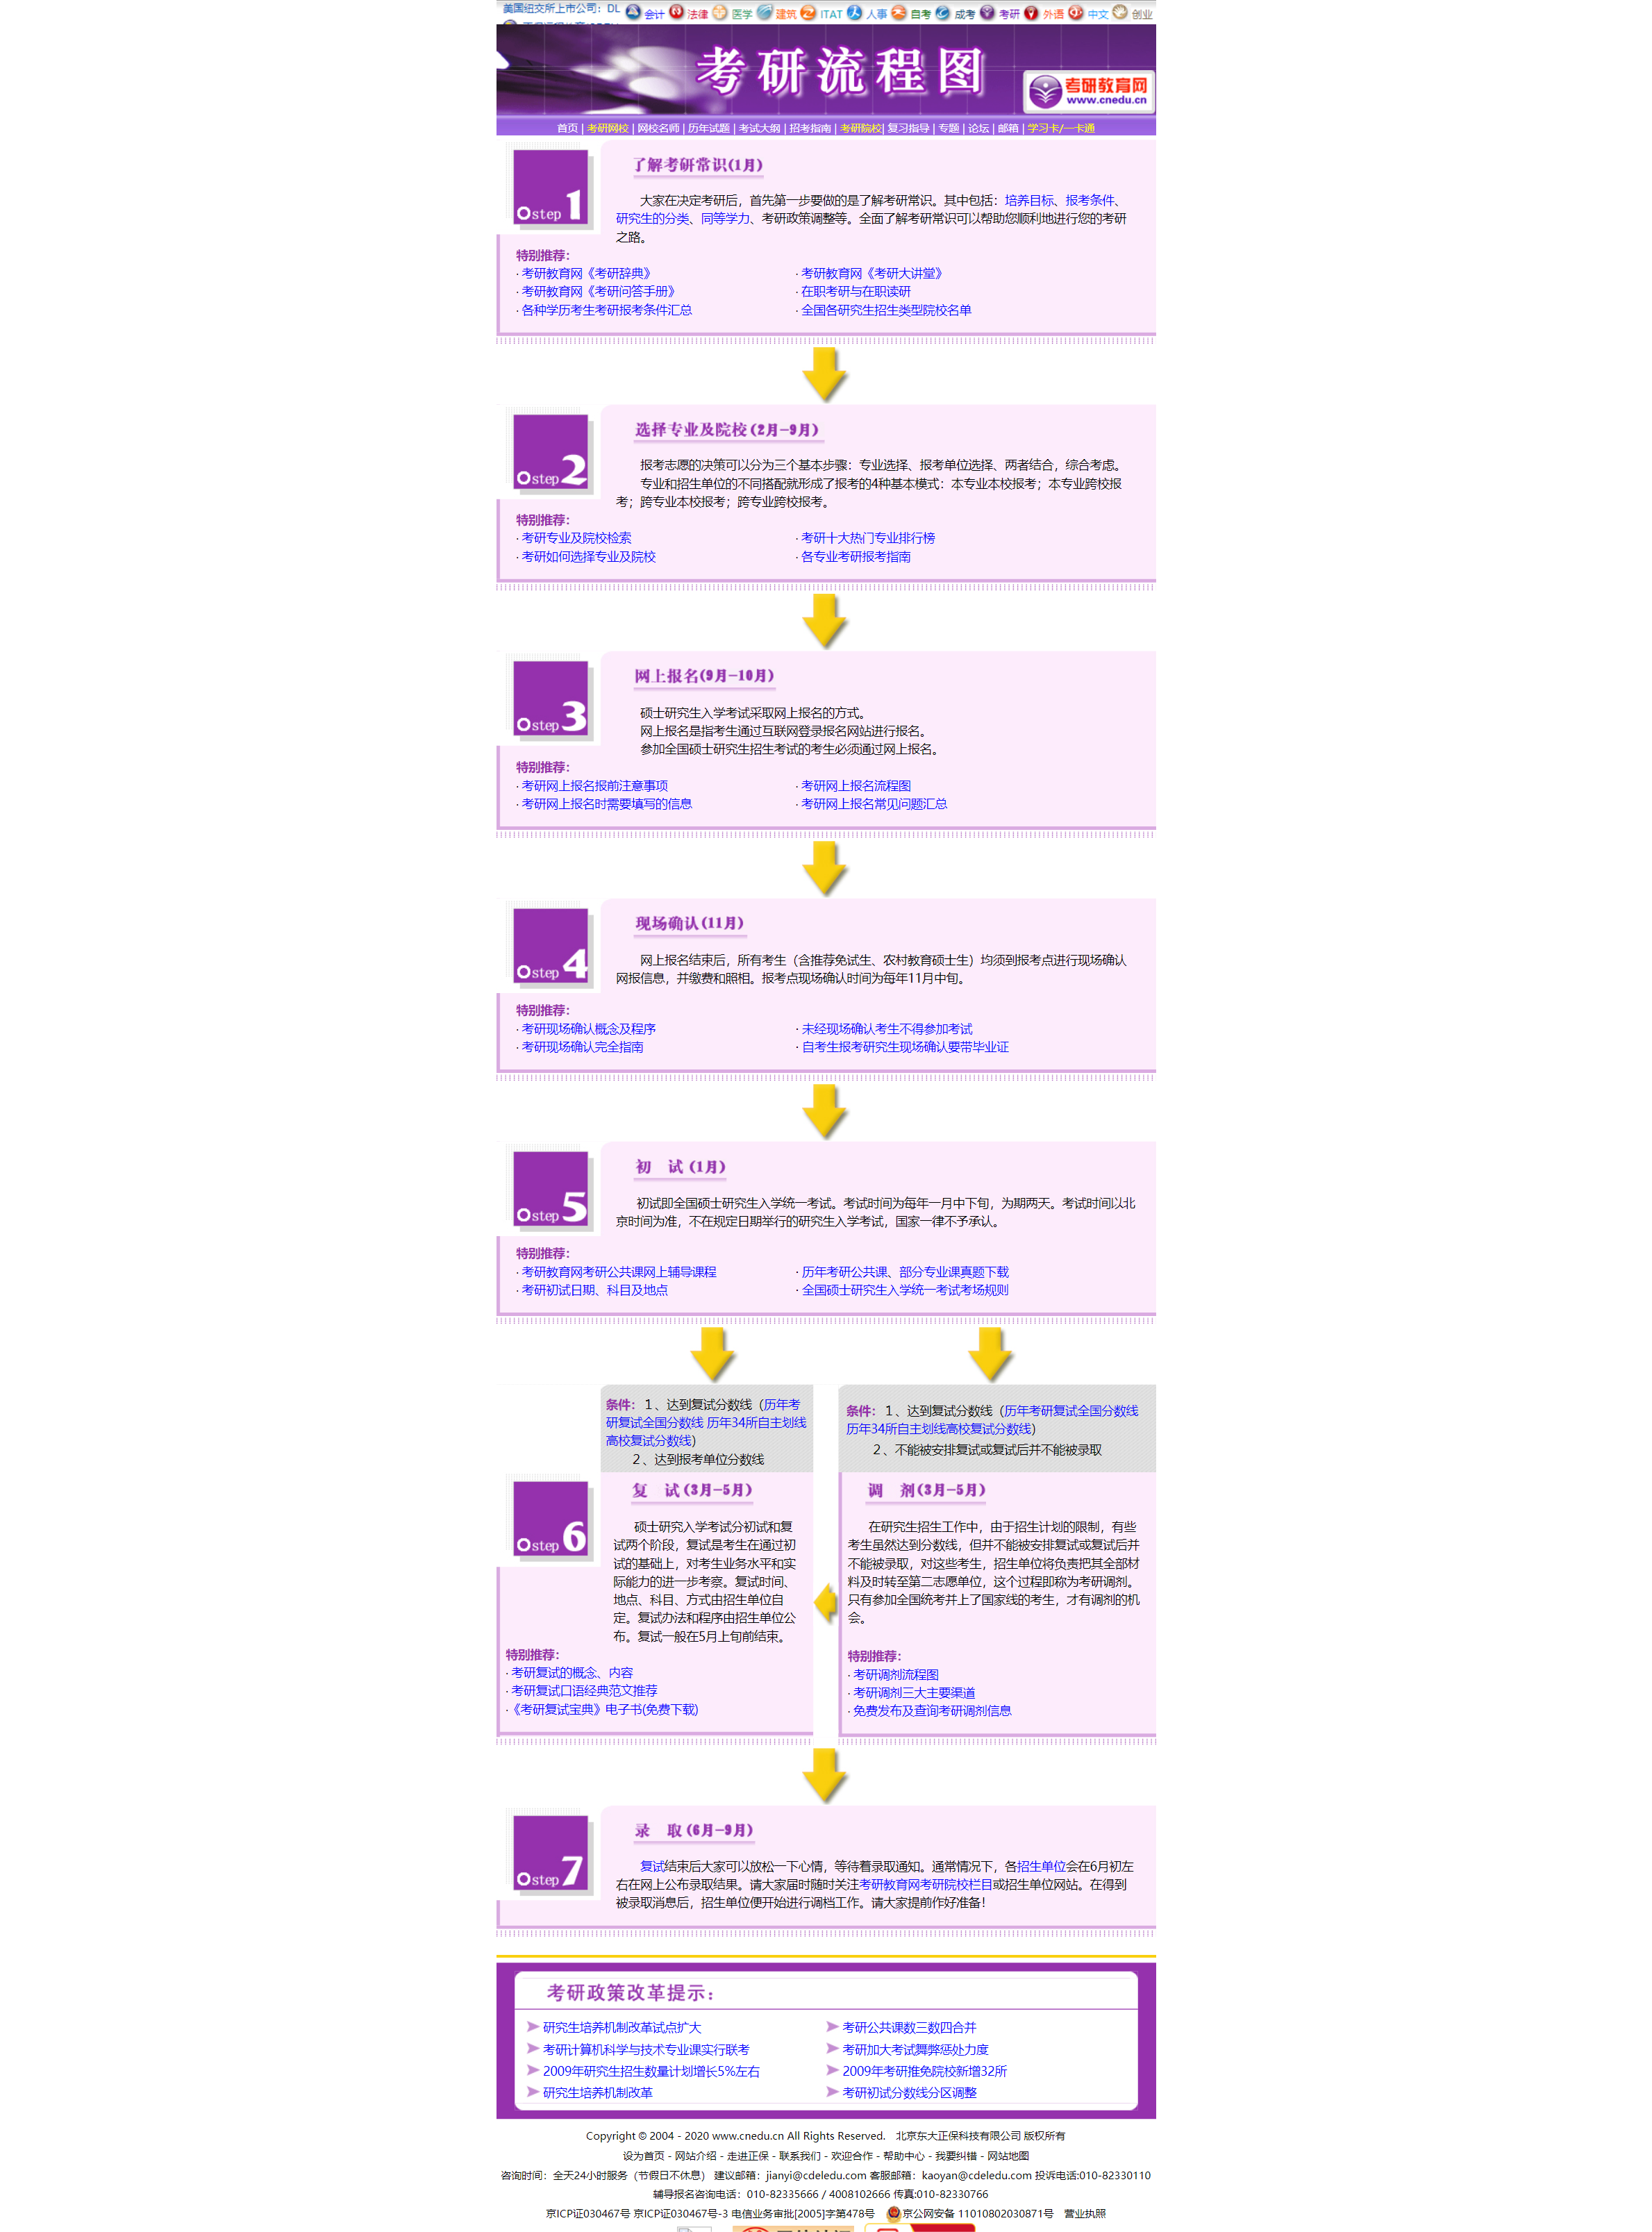 美国纽交所上市公司：DL 会计 法律 医学 建筑 ITAT 人事 自考 成考 考研 外语 中文 创业
考研流程图
考研教育网
www.cnedu.cn
首页 | 考研网校 | 网校名师 | 历年试题 | 考试大纲 | 招考指南 | 考研院校| 复习指导 | 专题 | 论坛 | 邮箱 | 学习卡/一卡通
step 1
了解考研常识(1月)
大家在决定考研后，首先第一步要做的是了解考研常识。其中包括：培养目标、报考条件、
研究生的分类、同等学力、考研政策调整等。全面了解考研常识可以帮助您顺利地进行您的考研
之路。
特别推荐：
· 考研教育网《考研辞典》 · 考研教育网《考研大讲堂》
· 考研教育网《考研问答手册》 · 在职考研与在职读研
· 各种学历考生考研报考条件汇总 · 全国各研究生招生类型院校名单
step 2
选择专业及院校(2月-9月)
报考志愿的决策可以分为三个基本步骤：专业选择、报考单位选择、两者结合，综合考虑。
专业和招生单位的不同搭配就形成了报考的4种基本模式：本专业本校报考；本专业跨校报
考；跨专业本校报考；跨专业跨校报考。
特别推荐：
· 考研专业及院校检索 · 考研十大热门专业排行榜
· 考研如何选择专业及院校 · 各专业考研报考指南
step 3
网上报名(9月-10月)
硕士研究生入学考试采取网上报名的方式。
网上报名是指考生通过互联网登录报名网站进行报名。
参加全国硕士研究生招生考试的考生必须通过网上报名。
特别推荐：
· 考研网上报名报前注意事项 · 考研网上报名流程图
· 考研网上报名时需要填写的信息 · 考研网上报名常见问题汇总
step 4
现场确认(11月)
网上报名结束后，所有考生（含推荐免试生、农村教育硕士生）均须到报考点进行现场确认
网报信息，并缴费和照相。报考点现场确认时间为每年11月中旬。
特别推荐：
· 考研现场确认概念及程序 · 未经现场确认考生不得参加考试
· 考研现场确认完全指南 · 自考生报考研究生现场确认要带毕业证
step 5
初 试(1月)
初试即全国硕士研究生入学统一考试。考试时间为每年一月中下旬，为期两天。考试时间以北
京时间为准，不在规定日期举行的研究生入学考试，国家一律不予承认。
特别推荐：
· 考研教育网考研公共课网上辅导课程 · 历年考研公共课、部分专业课真题下载
· 考研初试日期、科目及地点 · 全国硕士研究生入学统一考试考场规则
条件：１、达到复试分数线（历年考
研复试全国分数线 历年34所自主划线
高校复试分数线）
２、达到报考单位分数线
step 6
复 试(3月-5月)
硕士研究入学考试分初试和复
试两个阶段，复试是考生在通过初
试的基础上，对考生业务水平和实
际能力的进一步考察。复试时间、
地点、科目、方式由招生单位自
定。复试办法和程序由招生单位公
布。复试一般在5月上旬前结束。
特别推荐：
· 考研复试的概念、内容
· 考研复试口语经典范文推荐
· 《考研复试宝典》电子书(免费下载)
条件：１、达到复试分数线（历年考研复试全国分数线
历年34所自主划线高校复试分数线）
２、不能被安排复试或复试后并不能被录取
调 剂(3月-5月)
在研究生招生工作中，由于招生计划的限制，有些
考生虽然达到分数线，但并不能被安排复试或复试后并
不能被录取，对这些考生，招生单位将负责把其全部材
料及时转至第二志愿单位，这个过程即称为考研调剂。
只有参加全国统考并上了国家线的考生，才有调剂的机
会。
特别推荐：
· 考研调剂流程图
· 考研调剂三大主要渠道
· 免费发布及查询考研调剂信息
step 7
录 取(6月-9月)
复试结束后大家可以放松一下心情，等待着录取通知。通常情况下，各招生单位会在6月初左
右在网上公布录取结果。请大家届时随时关注考研教育网考研院校栏目或招生单位网站。在得到
被录取消息后，招生单位便开始进行调档工作。请大家提前作好准备！
考研政策改革提示：
研究生培养机制改革试点扩大 考研公共课数三数四合并
考研计算机科学与技术专业课实行联考 考研加大考试舞弊惩处力度
2009年研究生招生数量计划增长5%左右 2009年考研推免院校新增32所
研究生培养机制改革 考研初试分数线分区调整
Copyright © 2004 - 2020 www.cnedu.cn All Rights Reserved. 北京东大正保科技有限公司 版权所有
设为首页 - 网站介绍 - 走进正保 - 联系我们 - 欢迎合作 - 帮助中心 - 我要纠错 - 网站地图
咨询时间：全天24小时服务（节假日不休息） 建议邮箱：jianyi@cdeledu.com 客服邮箱：kaoyan@cdeledu.com 投诉电话:010-82330110
辅导报名咨询电话：010-82335666 / 4008102666 传真:010-82330766
京ICP证030467号 京ICP证030467号-3 电信业务审批[2005]字第478号 京公网安备 11010802030871号 营业执照